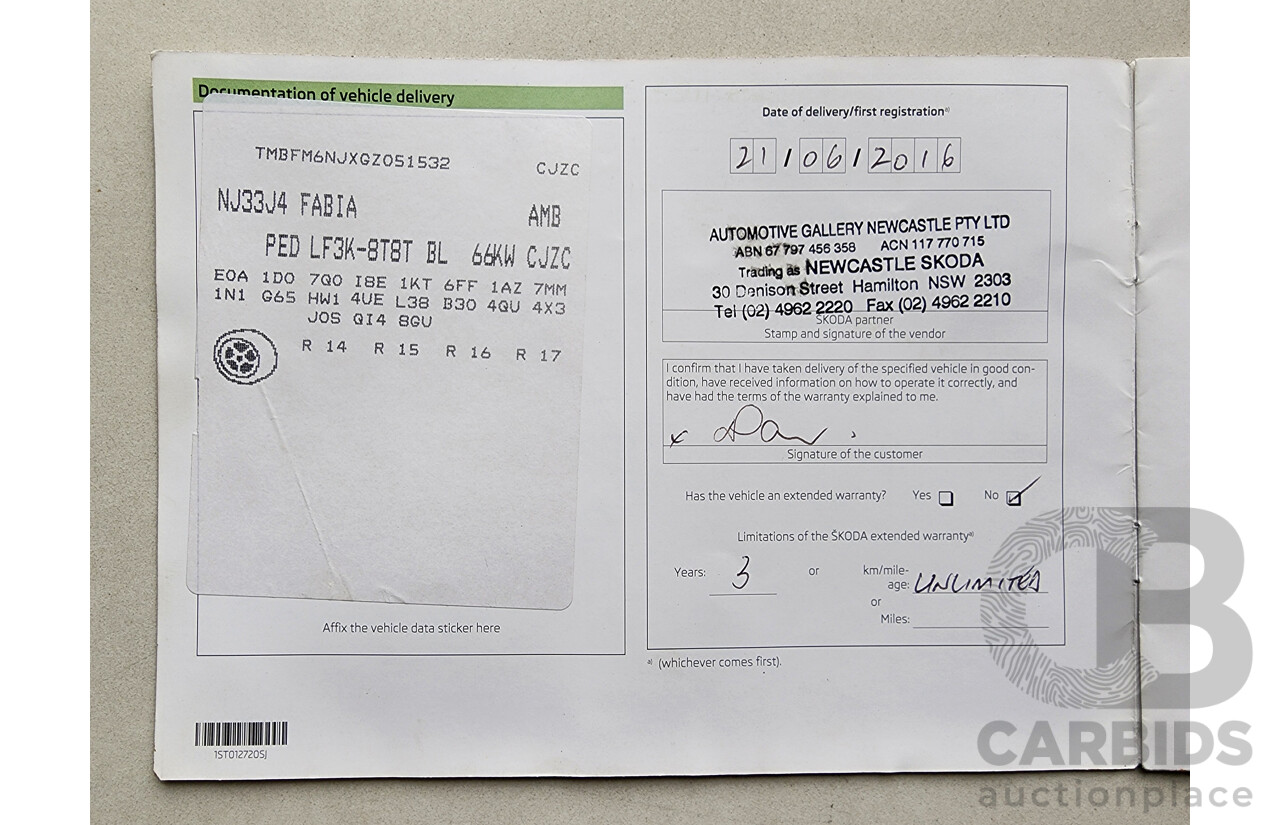 Documentation of vehicle delivery
TMBFM6NJXGZ051532 CJZC
NJ33J4 FABIA AMB
PED LF3K-8T8T BL 66KW CJZC
E0A 1D0 7Q0 I8E 1KT 6FF 1AZ 7MM
1N1 G65 HW1 4UE L38 B30 4QU 4X3
J0S QI4 8GU
R 14 R 15 R 16 R 17
Affix the vehicle data sticker here
1ST012720SJ
Date of delivery/first registration a)
21/06/2016
AUTOMOTIVE GALLERY NEWCASTLE PTY LTD
ABN 67 797 456 358 ACN 117 770 715
Trading as NEWCASTLE SKODA
30 Denison Street Hamilton NSW 2303
Tel (02) 4962 2220 Fax (02) 4962 2210
ŠKODA partner
Stamp and signature of the vendor
I confirm that I have taken delivery of the specified vehicle in good con-
dition, have received information on how to operate it correctly, and
have had the terms of the warranty explained to me.
x
Signature of the customer
Has the vehicle an extended warranty? Yes No
Limitations of the ŠKODA extended warranty a)
Years: 3 or km/mile-
age: UNLIMITED
or
Miles:
a) (whichever comes first).
CARBIDS
auctionplace